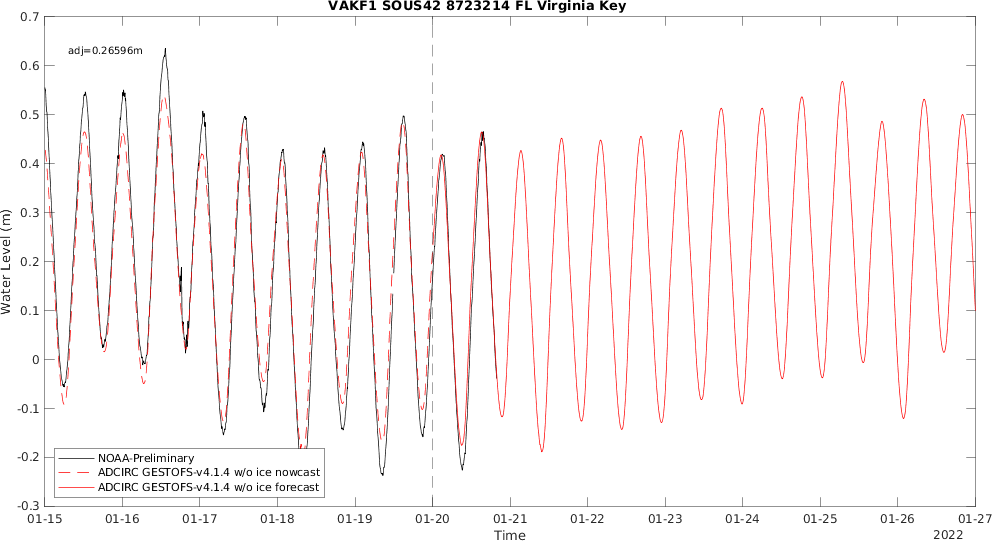 VAKF1 SOUS42 8723214 FL Virginia Key
adj=0.26596m
0.7
0.6
0.5
0.4
0.3
0.2
0.1
0
-0.1
-0.2
-0.3
Water Level (m)
NOAA-Preliminary
ADCIRC GESTOFS-v4.1.4 w/o ice nowcast
ADCIRC GESTOFS-v4.1.4 w/o ice forecast
01-15 01-16 01-17 01-18 01-19 01-20 01-21 01-22 01-23 01-24 01-25 01-26 01-27
Time
2022